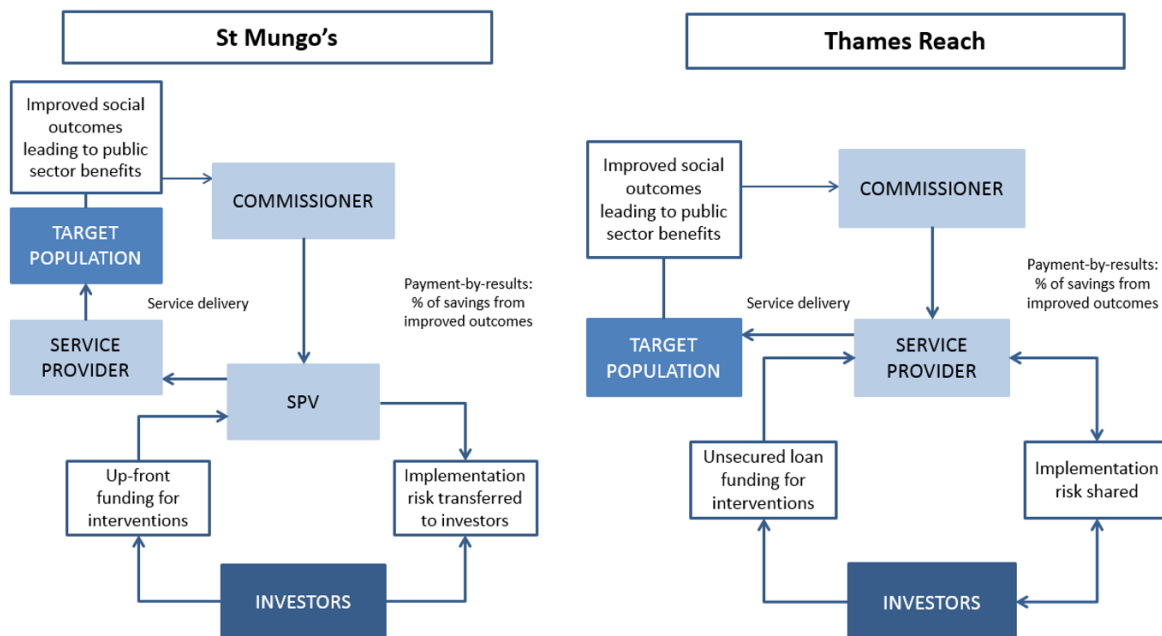 St Mungo's
Improved social
outcomes
leading to public
sector benefits
COMMISSIONER
TARGET
POPULATION
Payment-by-results:
% of savings from
improved outcomes
Service delivery
SERVICE
PROVIDER
SPV
Up-front
funding for
interventions
Implementation
risk transferred
to investors
INVESTORS
Thames Reach
Improved social
outcomes
leading to public
sector benefits
COMMISSIONER
Payment-by-results:
% of savings from
improved outcomes
Service delivery
TARGET
POPULATION
SERVICE
PROVIDER
Unsecured loan
funding for
interventions
Implementation
risk shared
INVESTORS